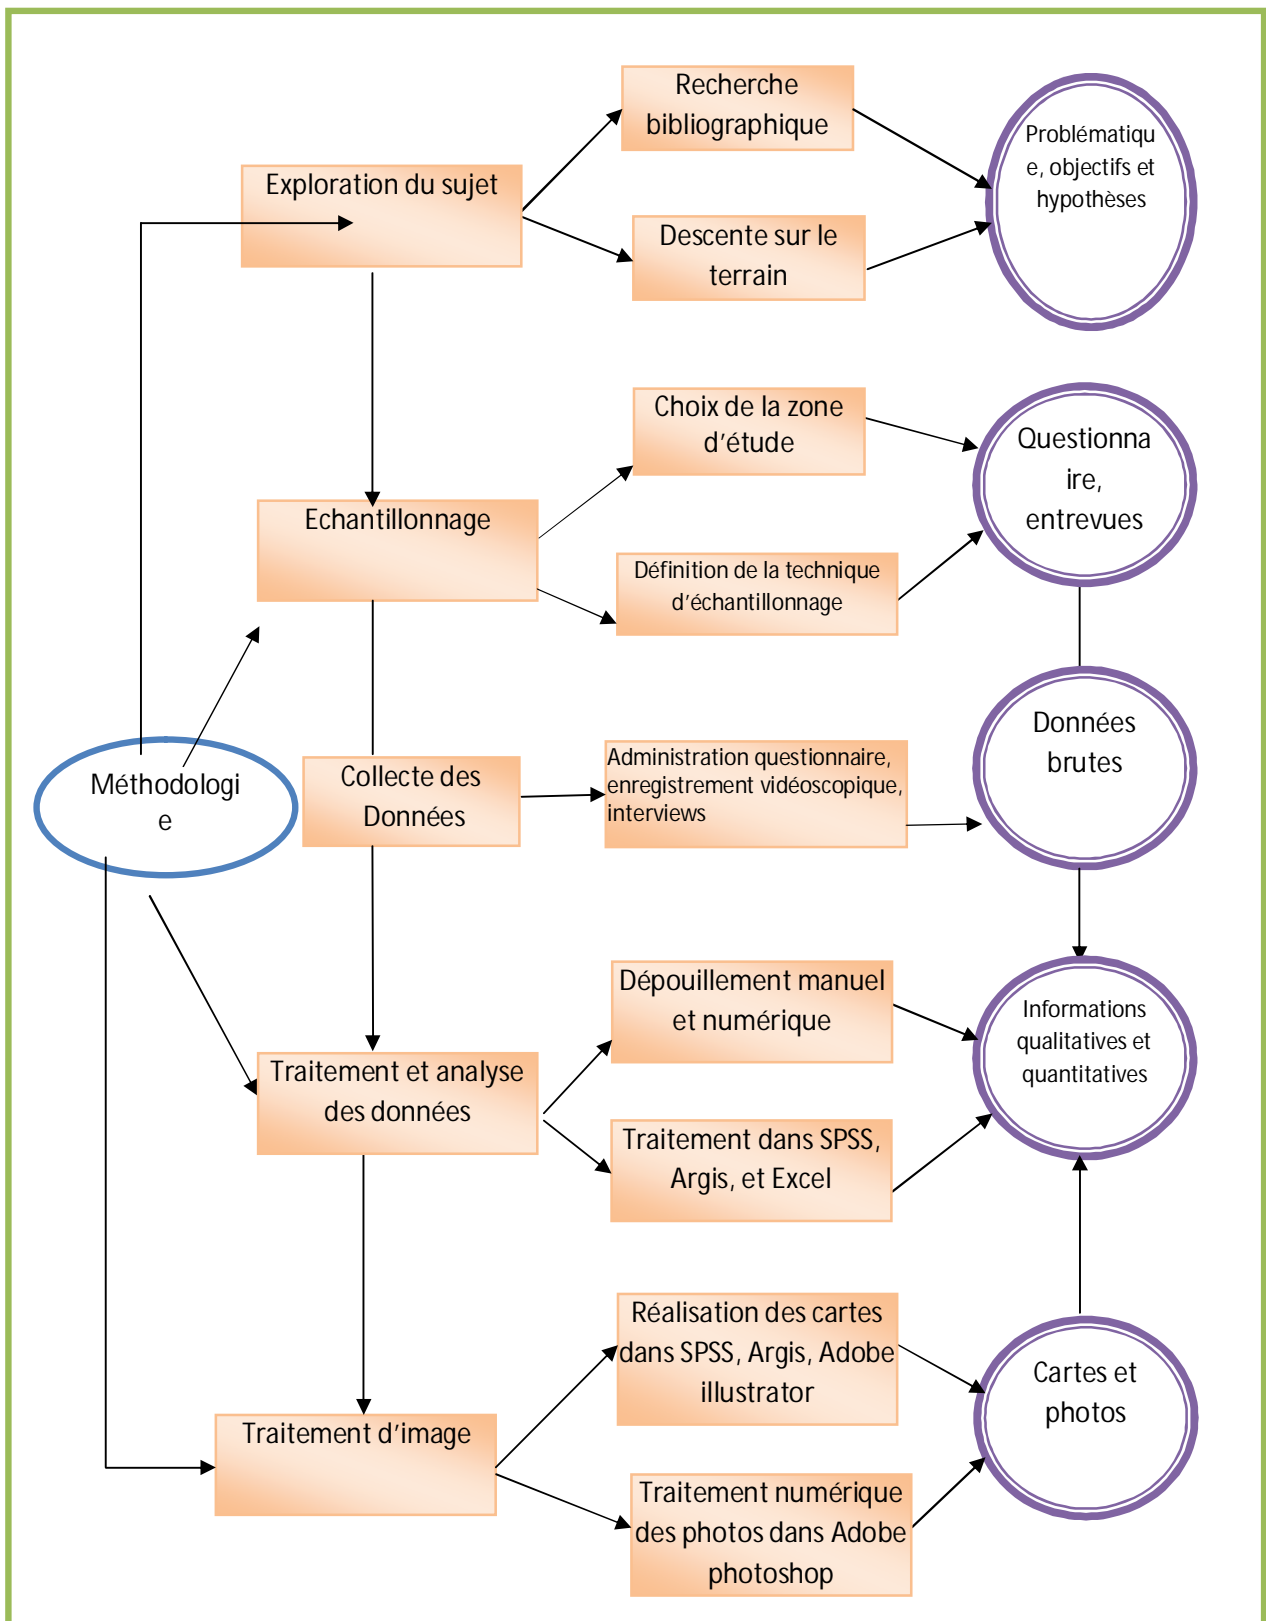 Recherche
bibliographique
Problématiqu
e, objectifs et
hypothèses
Exploration du sujet
Descente sur le
terrain
Choix de la zone
d'étude
Questionna
ire,
entrevues
Echantillonnage
Définition de la technique
d'échantillonnage
Données
brutes
Méthodologi
e
Collecte des
Données
Administration questionnaire,
enregistrement vidéoscopique,
interviews
Dépouillement manuel
et numérique
Informations
qualitatives et
quantitatives
Traitement et analyse
des données
Traitement dans SPSS,
Argis, et Excel
Réalisation des cartes
dans SPSS, Argis, Adobe
illustrator
Cartes et
photos
Traitement d'image
Traitement numérique
des photos dans Adobe
photoshop